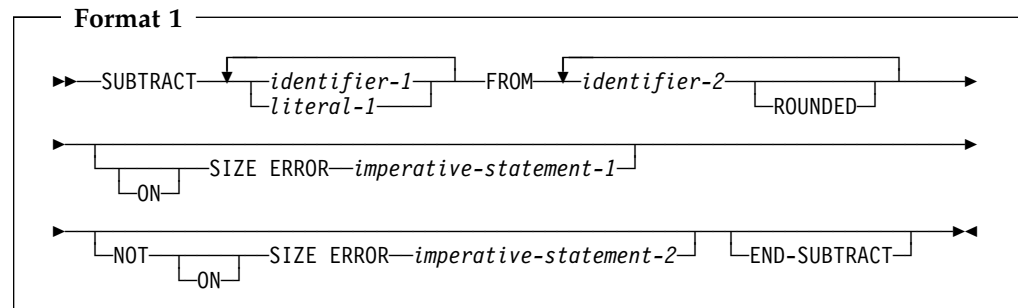 Format 1
SUBTRACT identifier-1 FROM identifier-2
literal-1 ROUNDED
SIZE ERROR imperative-statement-1
ON
NOT SIZE ERROR imperative-statement-2 END-SUBTRACT
ON